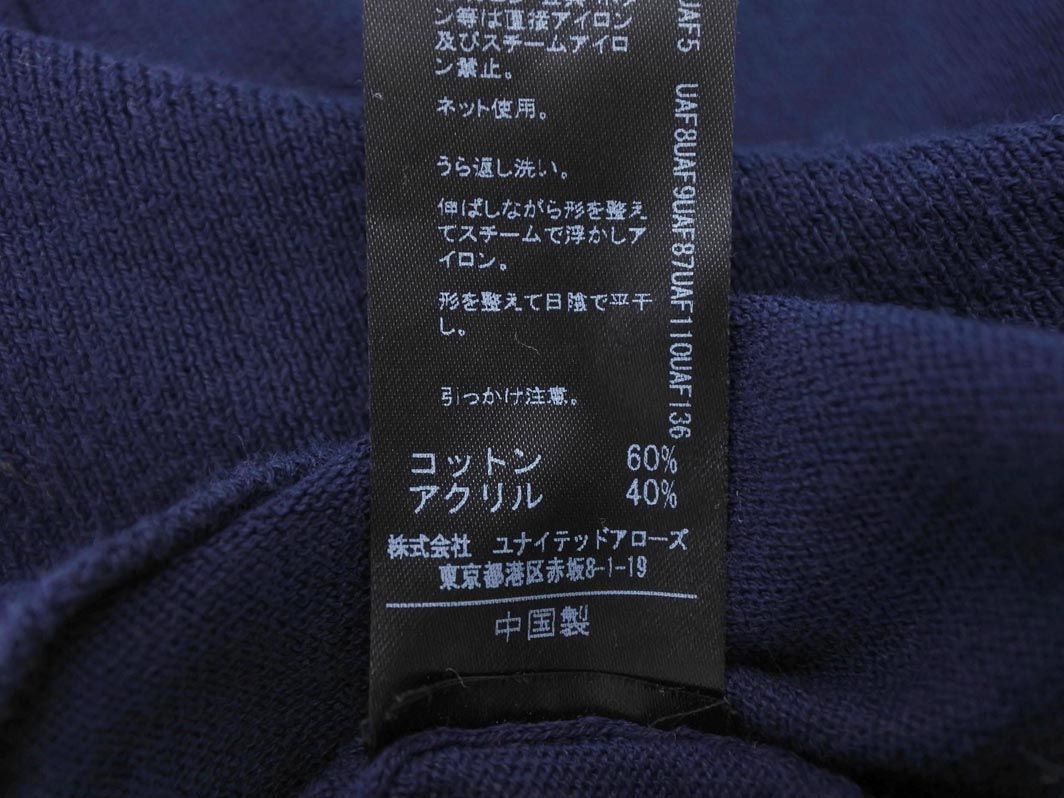 ン等は直接アイロン
及びスチームアイロ
ン禁止。
ネット使用。
うら返し洗い。
伸ばしながら形を整え
てスチームで浮かしア
イロン。
形を整えて日陰で平干
し。
引っかけ注意。
コットン 60%
アクリル 40%
株式会社 ユナイテッドアローズ
東京都港区赤坂8-1-19
中国製
UAF5 UAF8UAF9UAF87UAF110UAF136